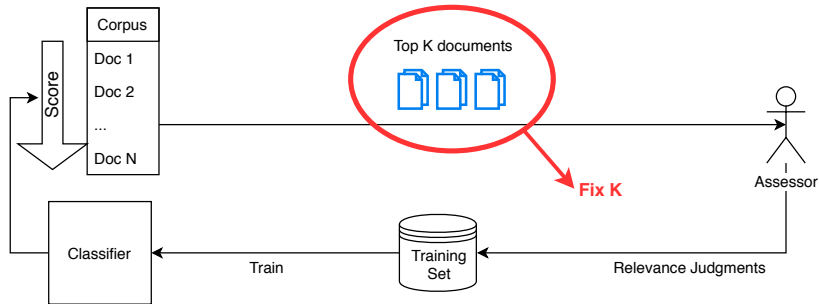 Corpus
Doc 1
Doc 2
...
Doc N
Score
Top K documents
Fix K
Assessor
Classifier
Train
Training
Set
Relevance Judgments